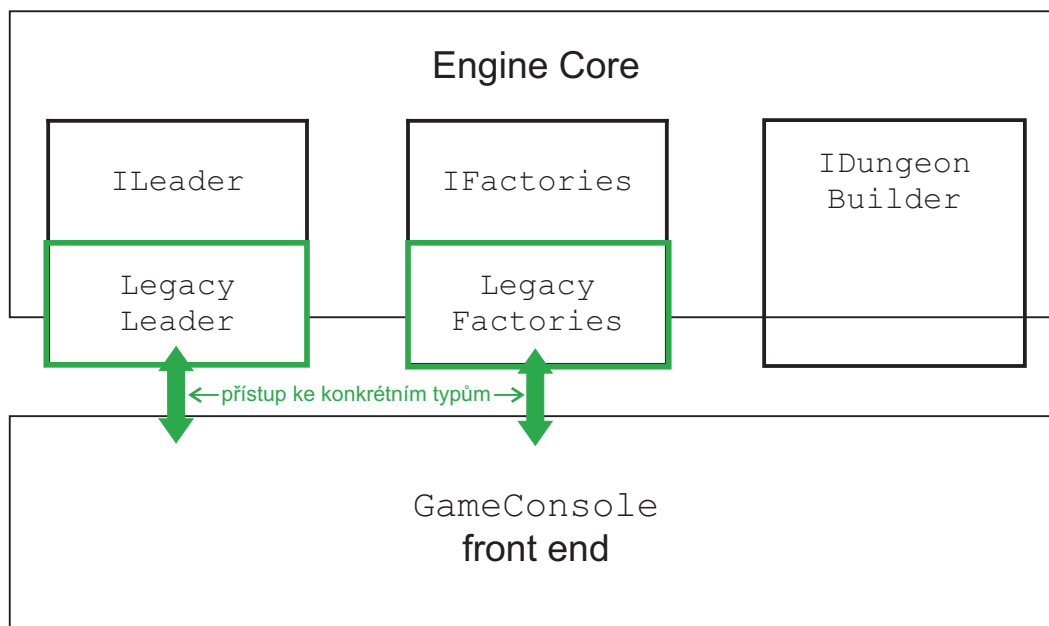 Engine Core
ILeader
IFactories
IDungeon
Builder
Legacy
Leader
Legacy
Factories
přístup ke konkrétním typům
GameConsole
front end